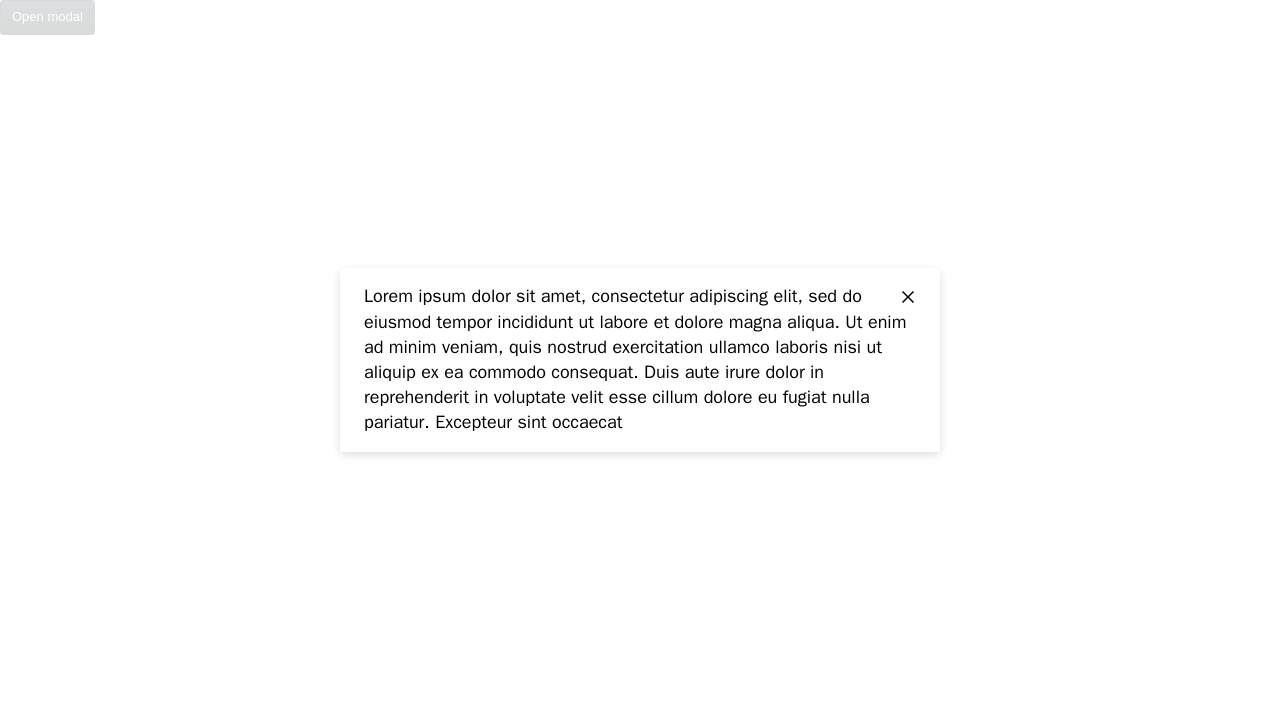 Open modal
Lorem ipsum dolor sit amet, consectetur adipiscing elit, sed do
eiusmod tempor incididunt ut labore et dolore magna aliqua. Ut enim
ad minim veniam, quis nostrud exercitation ullamco laboris nisi ut
aliquip ex ea commodo consequat. Duis aute irure dolor in
reprehenderit in voluptate velit esse cillum dolore eu fugiat nulla
pariatur. Excepteur sint occaecat